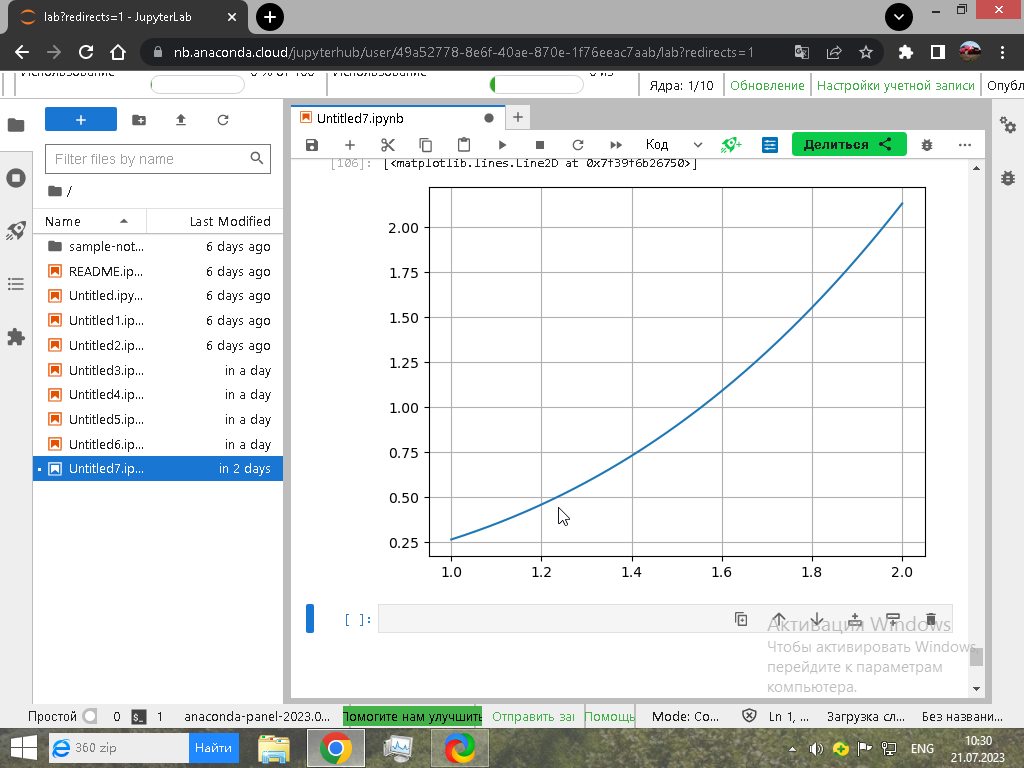 lab?redirects=1 - JupyterLab
nb.anaconda.cloud/jupyterhub/user/49a52778-8e6f-40ae-870e-1f76eeac7aab/lab?redirects=1
Использование 0 % от 100 Использование
Ядра: 1/10 Обновление Настройки учетной записи Опубл
Untitled7.ipynb
Код Делиться
Filter files by name
/
Name Last Modified
sample-not... 6 days ago
README.ip... 6 days ago
Untitled.ipy... 6 days ago
Untitled1.ip... 6 days ago
Untitled2.ip... 6 days ago
Untitled3.ip... in a day
Untitled4.ip... in a day
Untitled5.ip... in a day
Untitled6.ip... in a day
Untitled7.ip... in 2 days
[106]: [<matplotlib.lines.Line2D at 0x7f39f6b26750>]
2.00
1.75
1.50
1.25
1.00
0.75
0.50
0.25
1.0 1.2 1.4 1.6 1.8 2.0
[ ]:
Активация Windows
Чтобы активировать Windows,
перейдите к параметрам
компьютера.
Простой 0 $_ 1 anaconda-panel-2023.0... Помогите нам улучшить Отправить заг Помощь Mode: Co... Ln 1, ... Загрузка сл... Без названи...
360 zip Найти
ENG
10:30
21.07.2023